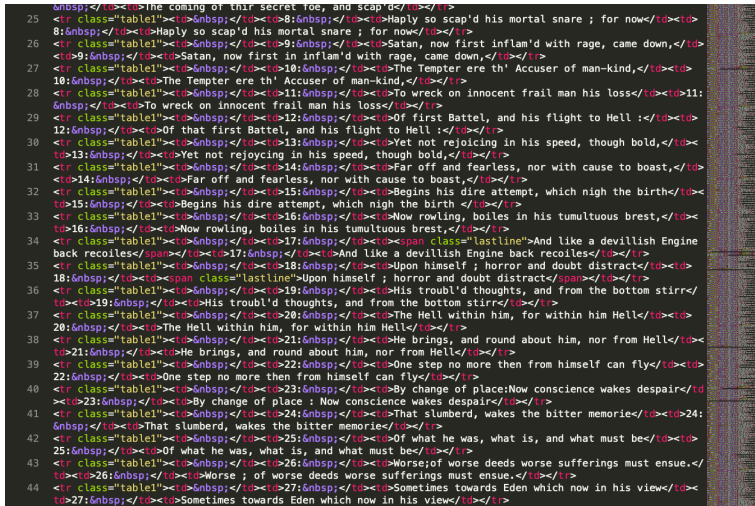 &nbsp;</td><td>The coming of thir secret foe, and scap'd</td></tr>
25 <tr class="table1"><td>&nbsp;</td><td>8:&nbsp;</td><td>Haply so scap'd his mortal snare ; for now</td><td>
8:&nbsp;</td><td>Haply so scap'd his mortal snare ; for now</td></tr>
26 <tr class="table1"><td>&nbsp;</td><td>9:&nbsp;</td><td>Satan, now first inflam'd with rage, came down,</td>
<td>9:&nbsp;</td><td>Satan, now first in inflam'd with rage, came down,</td></tr>
27 <tr class="table1"><td>&nbsp;</td><td>10:&nbsp;</td><td>The Tempter ere th' Accuser of man-kind,</td><td>
10:&nbsp;</td><td>The Tempter ere th' Accuser of man-kind,</td></tr>
28 <tr class="table1"><td>&nbsp;</td><td>11:&nbsp;</td><td>To wreck on innocent frail man his loss</td><td>11:
&nbsp;</td><td>To wreck on innocent frail man his loss</td></tr>
29 <tr class="table1"><td>&nbsp;</td><td>12:&nbsp;</td><td>Of first Battel, and his flight to Hell :</td><td>
12:&nbsp;</td><td>Of that first Battel, and his flight to Hell :</td></tr>
30 <tr class="table1"><td>&nbsp;</td><td>13:&nbsp;</td><td>Yet not rejoicing in his speed, though bold,</td><
td>13:&nbsp;</td><td>Yet not rejoycing in his speed, though bold,</td></tr>
31 <tr class="table1"><td>&nbsp;</td><td>14:&nbsp;</td><td>Far off and fearless, nor with cause to boast,</td><
td>14:&nbsp;</td><td>Far off and fearless, nor with cause to boast,</td></tr>
32 <tr class="table1"><td>&nbsp;</td><td>15:&nbsp;</td><td>Begins his dire attempt, which nigh the birth</td><
td>15:&nbsp;</td><td>Begins his dire attempt, which nigh the birth </td></tr>
33 <tr class="table1"><td>&nbsp;</td><td>16:&nbsp;</td><td>Now rowling, boiles in his tumultuous brest,</td><
td>16:&nbsp;</td><td>Now rowling, boiles in his tumultuous brest,</td></tr>
34 <tr class="table1"><td>&nbsp;</td><td>17:&nbsp;</td><td><span class="lastline">And like a devillish Engine
back recoiles</span></td><td>17:&nbsp;</td><td>And like a devillish Engine back recoiles</td></tr>
35 <tr class="table1"><td>&nbsp;</td><td>18:&nbsp;</td><td>Upon himself ; horror and doubt distract</td><td>
18:&nbsp;</td><td><span class="lastline">Upon himself ; horror and doubt distract</span></td></tr>
36 <tr class="table1"><td>&nbsp;</td><td>19:&nbsp;</td><td>His troubl'd thoughts, and from the bottom stirr</
td><td>19:&nbsp;</td><td>His troubl'd thoughts, and from the bottom stirr</td></tr>
37 <tr class="table1"><td>&nbsp;</td><td>20:&nbsp;</td><td>The Hell within him, for within him Hell</td><td>
20:&nbsp;</td><td>The Hell within him, for within him Hell</td></tr>
38 <tr class="table1"><td>&nbsp;</td><td>21:&nbsp;</td><td>He brings, and round about him, nor from Hell</td><
td>21:&nbsp;</td><td>He brings, and round about him, nor from Hell</td></tr>
39 <tr class="table1"><td>&nbsp;</td><td>22:&nbsp;</td><td>One step no more then from himself can fly</td><td>
22:&nbsp;</td><td>One step no more then from himself can fly</td></tr>
40 <tr class="table1"><td>&nbsp;</td><td>23:&nbsp;</td><td>By change of place:Now conscience wakes despair</td
><td>23:&nbsp;</td><td>By change of place : Now conscience wakes despair</td></tr>
41 <tr class="table1"><td>&nbsp;</td><td>24:&nbsp;</td><td>That slumberd, wakes the bitter memorie</td><td>24:
&nbsp;</td><td>That slumberd, wakes the bitter memorie</td></tr>
42 <tr class="table1"><td>&nbsp;</td><td>25:&nbsp;</td><td>Of what he was, what is, and what must be</td><td>
25:&nbsp;</td><td>Of what he was, what is, and what must be</td></tr>
43 <tr class="table1"><td>&nbsp;</td><td>26:&nbsp;</td><td>Worse;of worse deeds worse sufferings must ensue.</
td><td>26:&nbsp;</td><td>Worse ; of worse deeds worse sufferings must ensue.</td></tr>
44 <tr class="table1"><td>&nbsp;</td><td>27:&nbsp;</td><td>Sometimes towards Eden which now in his view</td><
td>27:&nbsp;</td><td>Sometimes towards Eden which now in his view</td></tr>